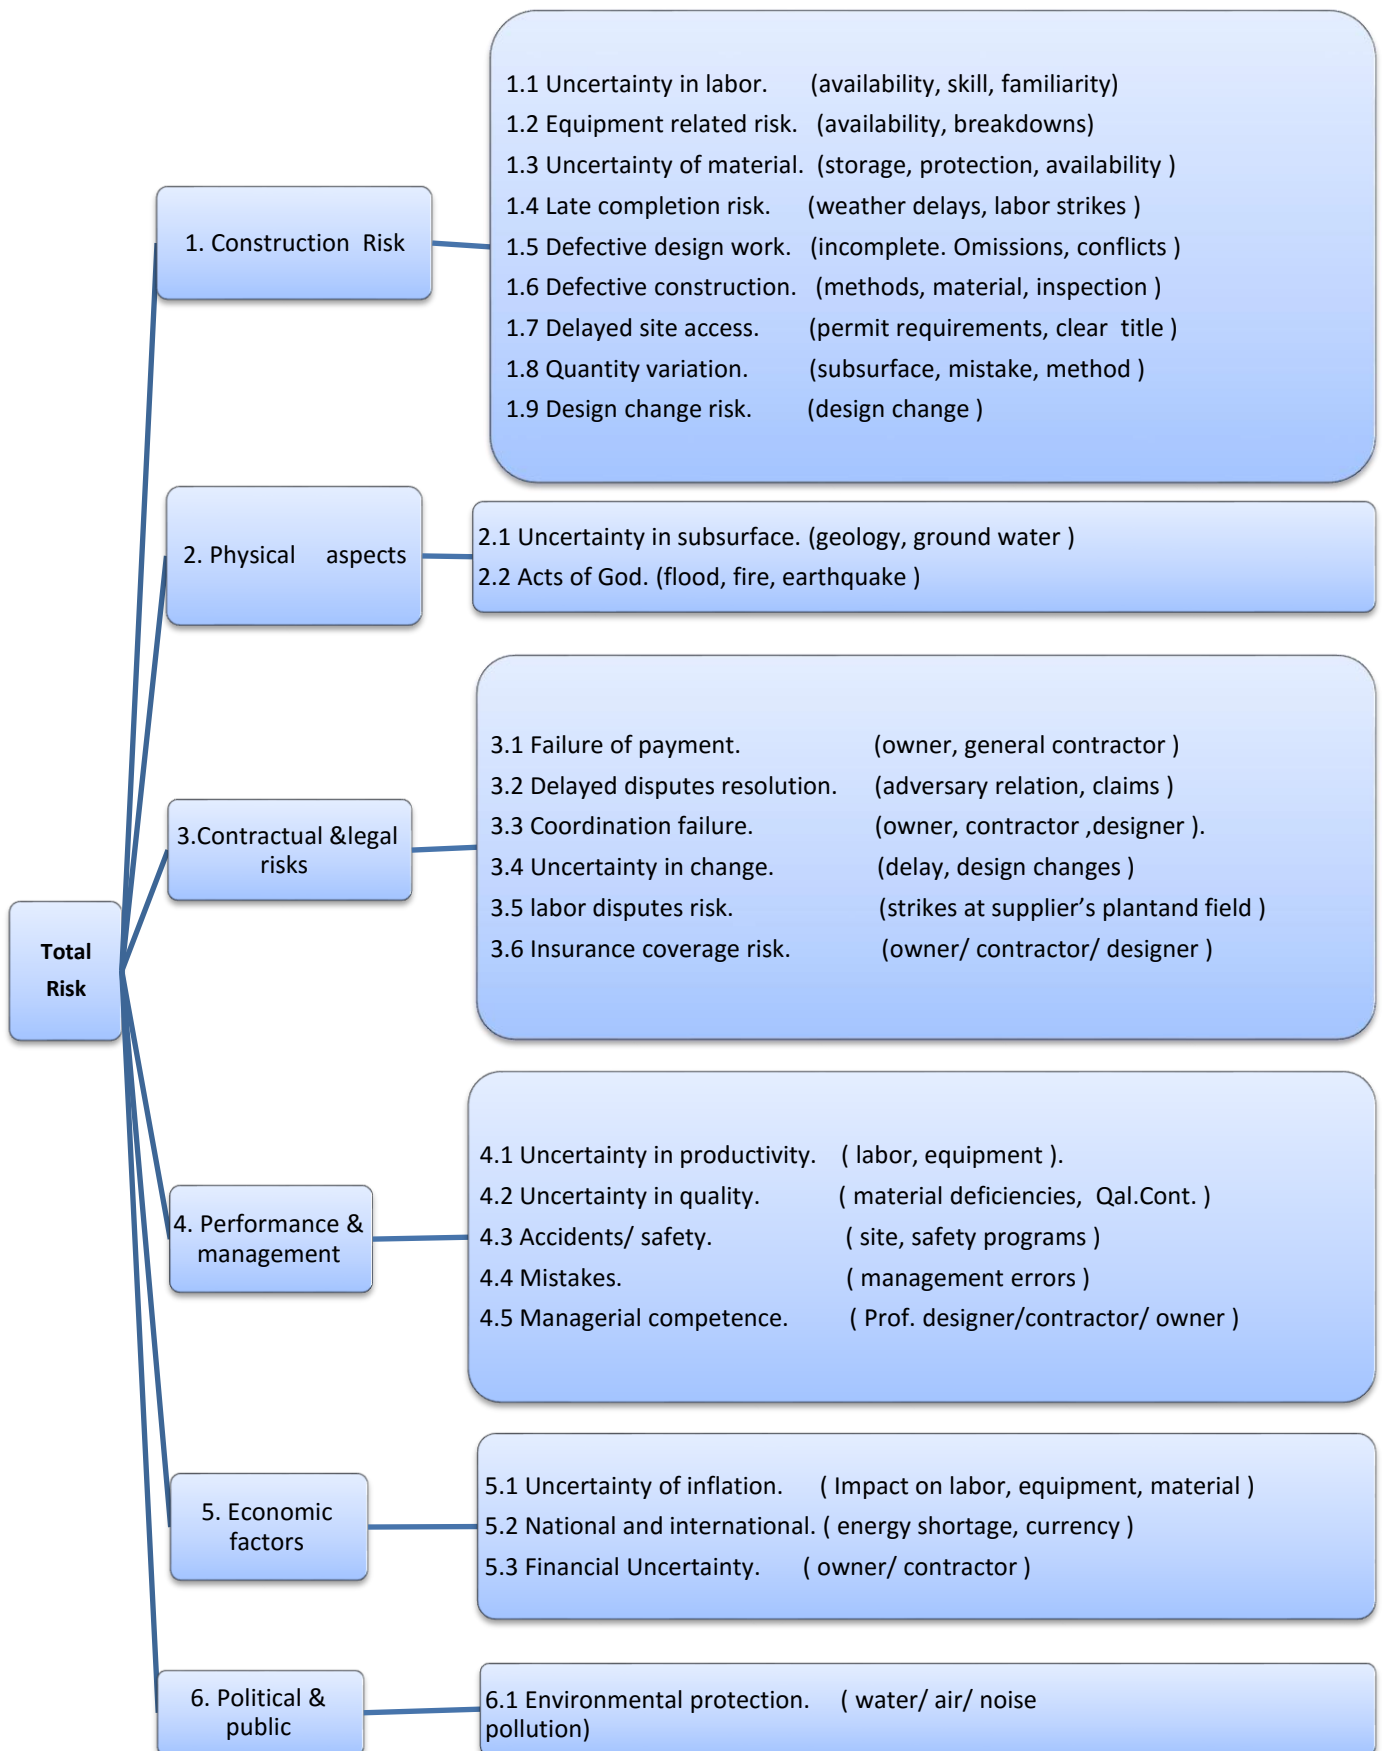 Total
Risk
1. Construction Risk
1.1 Uncertainty in labor. (availability, skill, familiarity)
1.2 Equipment related risk. (availability, breakdowns)
1.3 Uncertainty of material. (storage, protection, availability )
1.4 Late completion risk. (weather delays, labor strikes )
1.5 Defective design work. (incomplete. Omissions, conflicts )
1.6 Defective construction. (methods, material, inspection )
1.7 Delayed site access. (permit requirements, clear title )
1.8 Quantity variation. (subsurface, mistake, method )
1.9 Design change risk. (design change )
2. Physical aspects
2.1 Uncertainty in subsurface. (geology, ground water )
2.2 Acts of God. (flood, fire, earthquake )
3.Contractual &legal
risks
3.1 Failure of payment. (owner, general contractor )
3.2 Delayed disputes resolution. (adversary relation, claims )
3.3 Coordination failure. (owner, contractor ,designer ).
3.4 Uncertainty in change. (delay, design changes )
3.5 labor disputes risk. (strikes at supplier’s plantand field )
3.6 Insurance coverage risk. (owner/ contractor/ designer )
4. Performance &
management
4.1 Uncertainty in productivity. ( labor, equipment ).
4.2 Uncertainty in quality. ( material deficiencies, Qal.Cont. )
4.3 Accidents/ safety. ( site, safety programs )
4.4 Mistakes. ( management errors )
4.5 Managerial competence. ( Prof. designer/contractor/ owner )
5. Economic
factors
5.1 Uncertainty of inflation. ( Impact on labor, equipment, material )
5.2 National and international. ( energy shortage, currency )
5.3 Financial Uncertainty. ( owner/ contractor )
6. Political &
public
6.1 Environmental protection. ( water/ air/ noise
pollution)